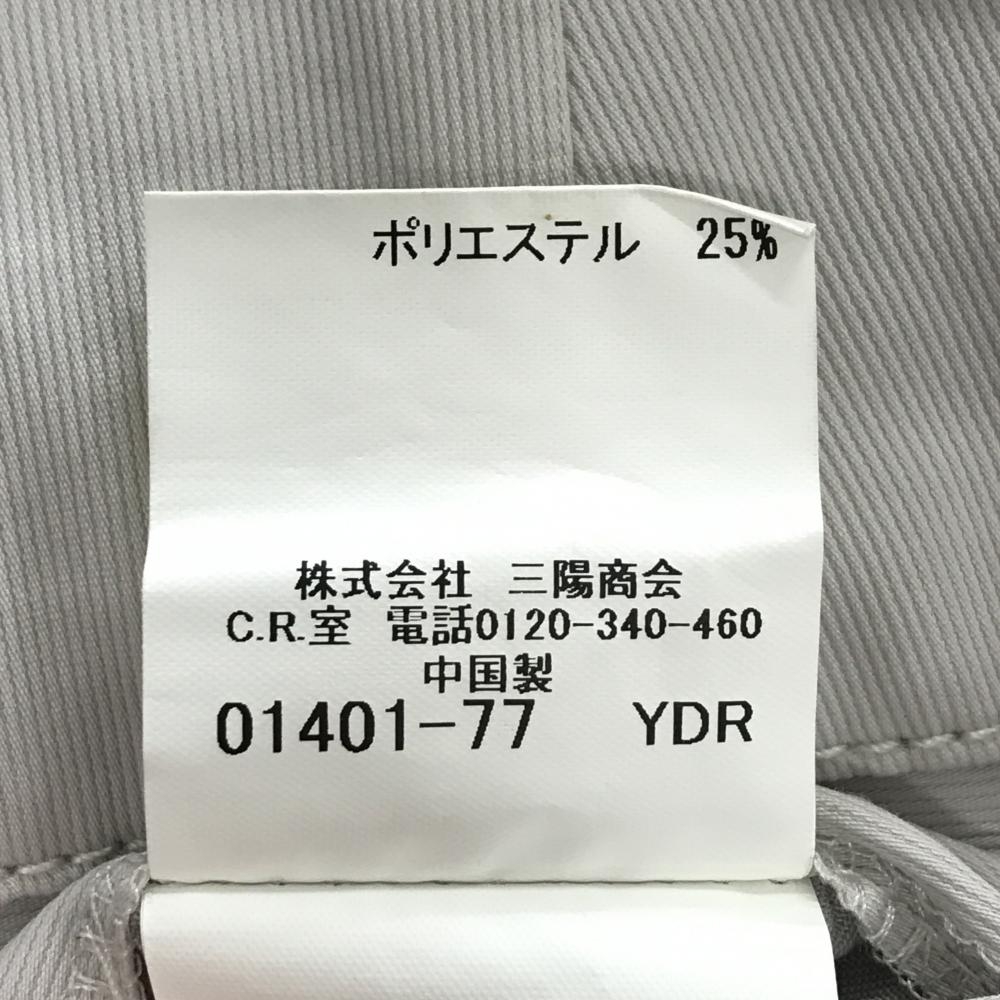 ポリエステル 25%
株式会社 三陽商会
C.R.室 電話0120-340-460
中国製
01401-77 YDR